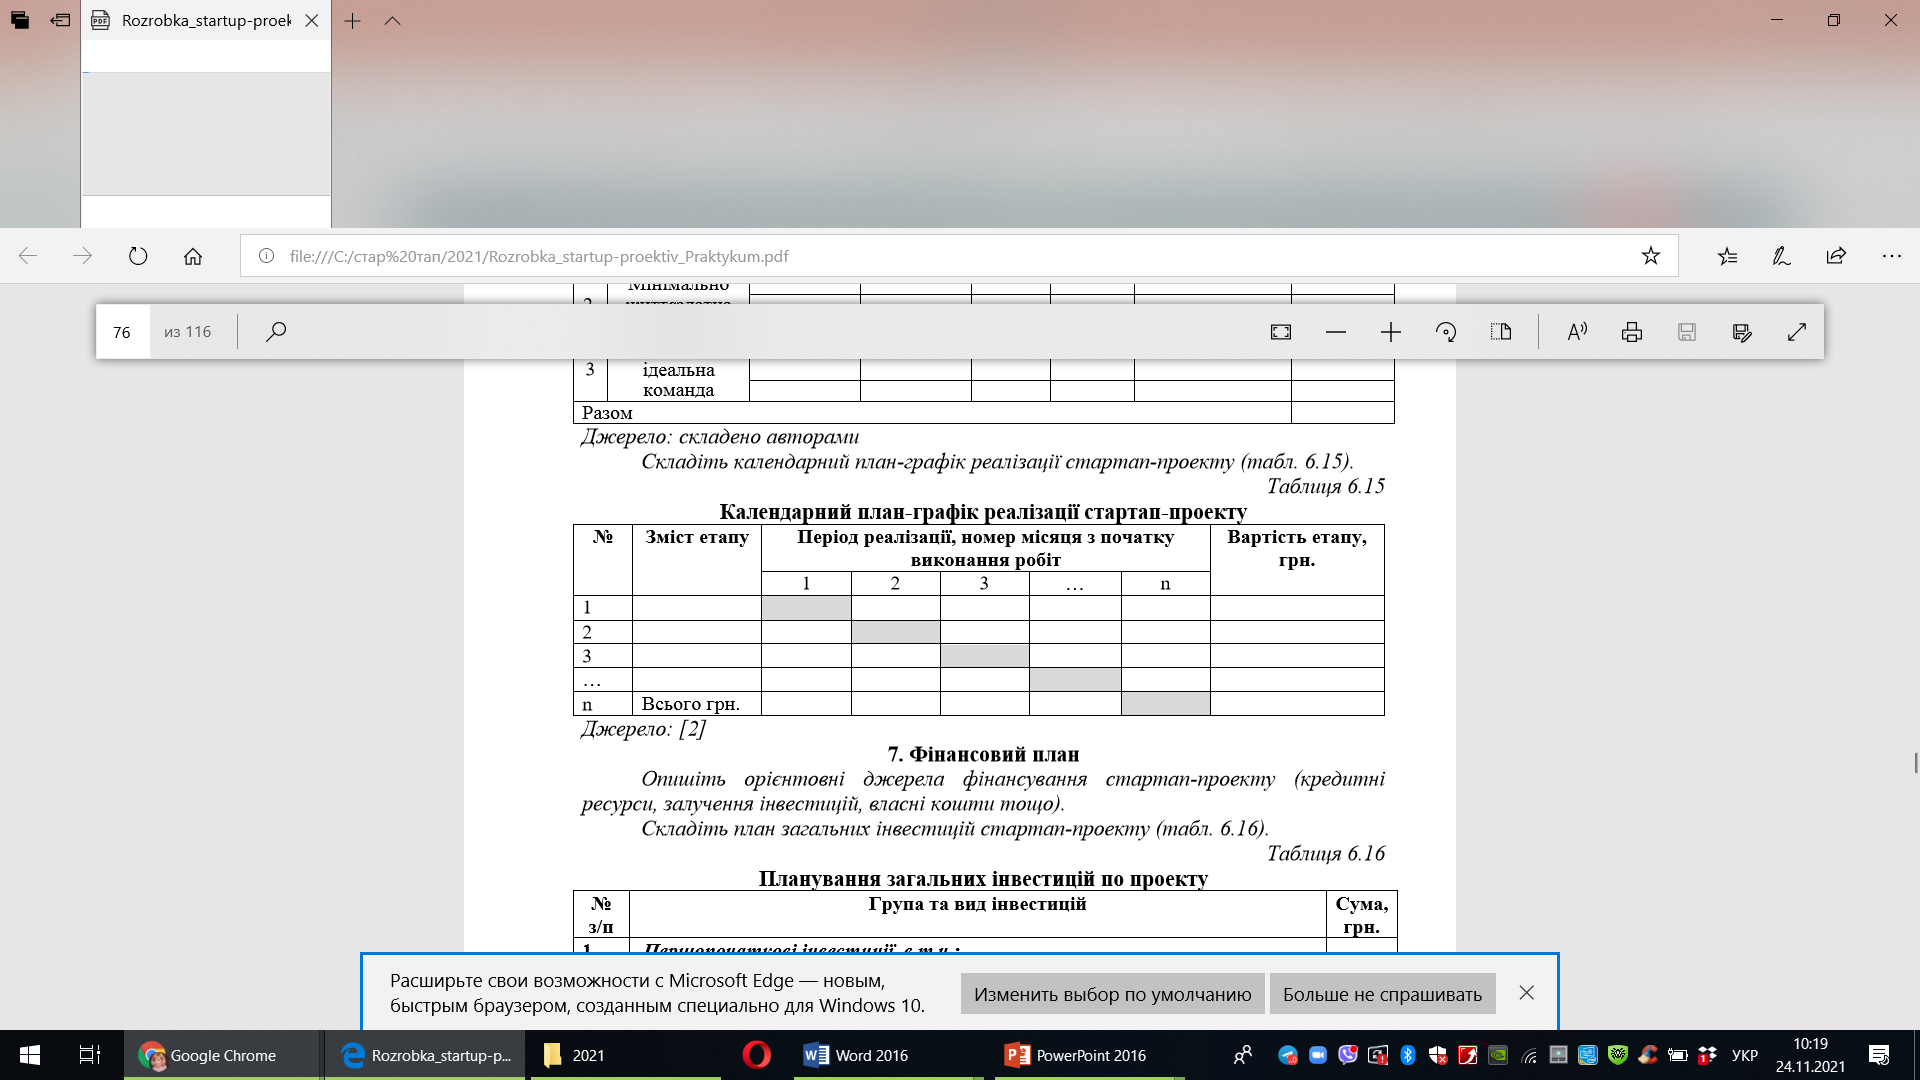 Rozrobka_startup-proek
file:///C:/стар%20тап/2021/Rozrobka_startup-proektiv_Praktykum.pdf
Мінімально
76 из 116
3 ідеальна
команда
Разом
Джерело: складено авторами
Складіть календарний план-графік реалізації стартап-проекту (табл. 6.15).
Таблиця 6.15
Календарний план-графік реалізації стартап-проекту
№ Зміст етапу Період реалізації, номер місяця з початку виконання робіт Вартість етапу, грн.
1 2 3 … n
1
2
3
…
n Всього грн.
Джерело: [2]
7. Фінансовий план
Опишіть орієнтовні джерела фінансування стартап-проекту (кредитні
ресурси, залучення інвестицій, власні кошти тощо).
Складіть план загальних інвестицій стартап-проекту (табл. 6.16).
Таблиця 6.16
Планування загальних інвестицій по проекту
№ з/п Група та вид інвестицій Сума, грн.
1 Першопочаткові інвестиції, в т.ч.:
Расширьте свои возможности с Microsoft Edge — новым,
быстрым браузером, созданным специально для Windows 10.
Изменить выбор по умолчанию Больше не спрашивать
Google Chrome Rozrobka_startup-p... 2021 Word 2016 PowerPoint 2016 УКР 10:19
24.11.2021